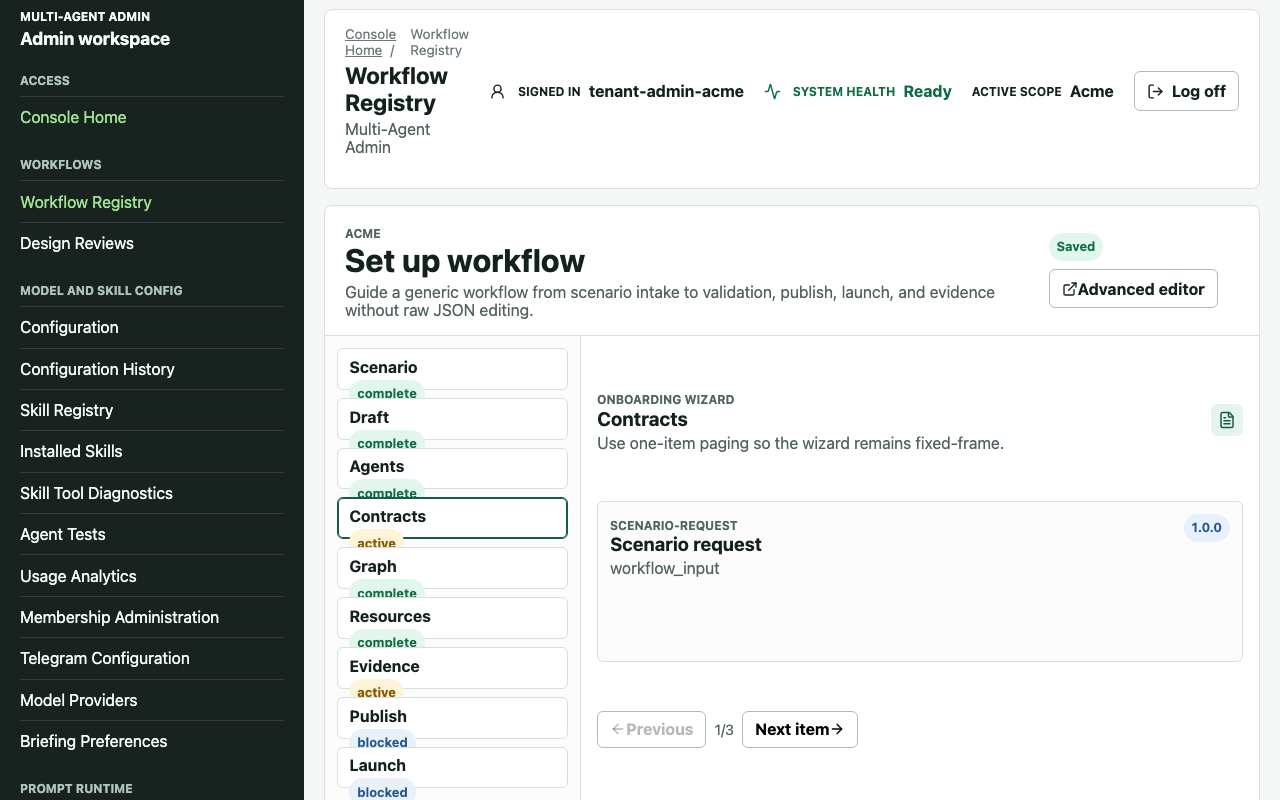 MULTI-AGENT ADMIN
Admin workspace
ACCESS
Console Home
WORKFLOWS
Workflow Registry
Design Reviews
MODEL AND SKILL CONFIG
Configuration
Configuration History
Skill Registry
Installed Skills
Skill Tool Diagnostics
Agent Tests
Usage Analytics
Membership Administration
Telegram Configuration
Model Providers
Briefing Preferences
PROMPT RUNTIME
Console Home / Workflow Registry
Workflow Registry
Multi-Agent Admin
SIGNED IN tenant-admin-acme
SYSTEM HEALTH Ready
ACTIVE SCOPE Acme
Log off
ACME
Set up workflow
Guide a generic workflow from scenario intake to validation, publish, launch, and evidence
without raw JSON editing.
Saved
Advanced editor
Scenario
complete
Draft
complete
Agents
complete
Contracts
active
Graph
complete
Resources
complete
Evidence
active
Publish
blocked
Launch
blocked
ONBOARDING WIZARD
Contracts
Use one-item paging so the wizard remains fixed-frame.
SCENARIO-REQUEST
Scenario request
workflow_input
1.0.0
←Previous 1/3 Next item→